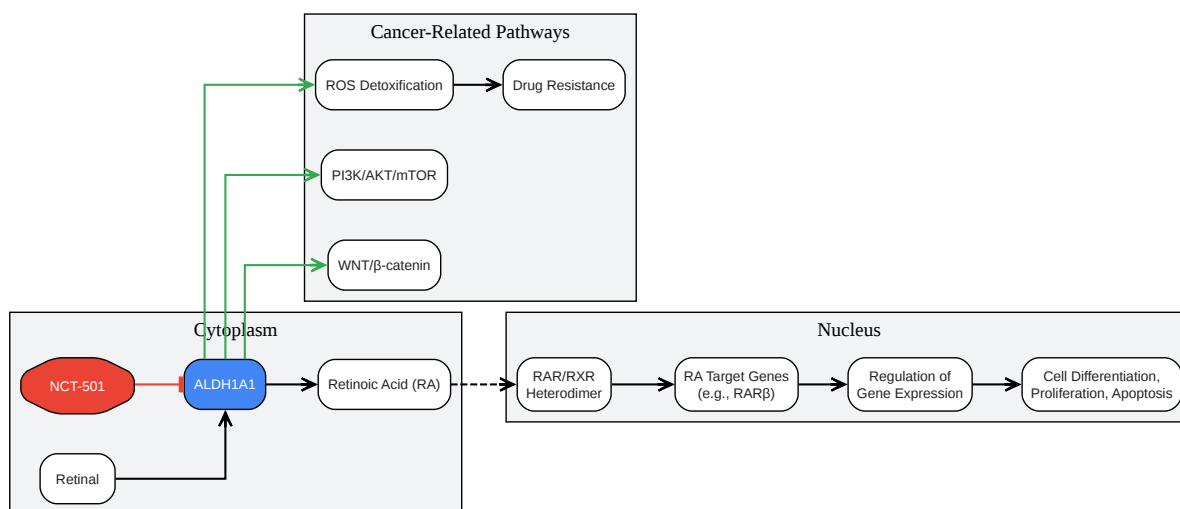 Cancer-Related Pathways
ROS Detoxification
Drug Resistance
PI3K/AKT/mTOR
WNT/β-catenin
Cytoplasm
NCT-501
ALDH1A1
Retinoic Acid (RA)
Retinal
Nucleus
RAR/RXR
Heterodimer
RA Target Genes
(e.g., RARβ)
Regulation of
Gene Expression
Cell Differentiation,
Proliferation, Apoptosis